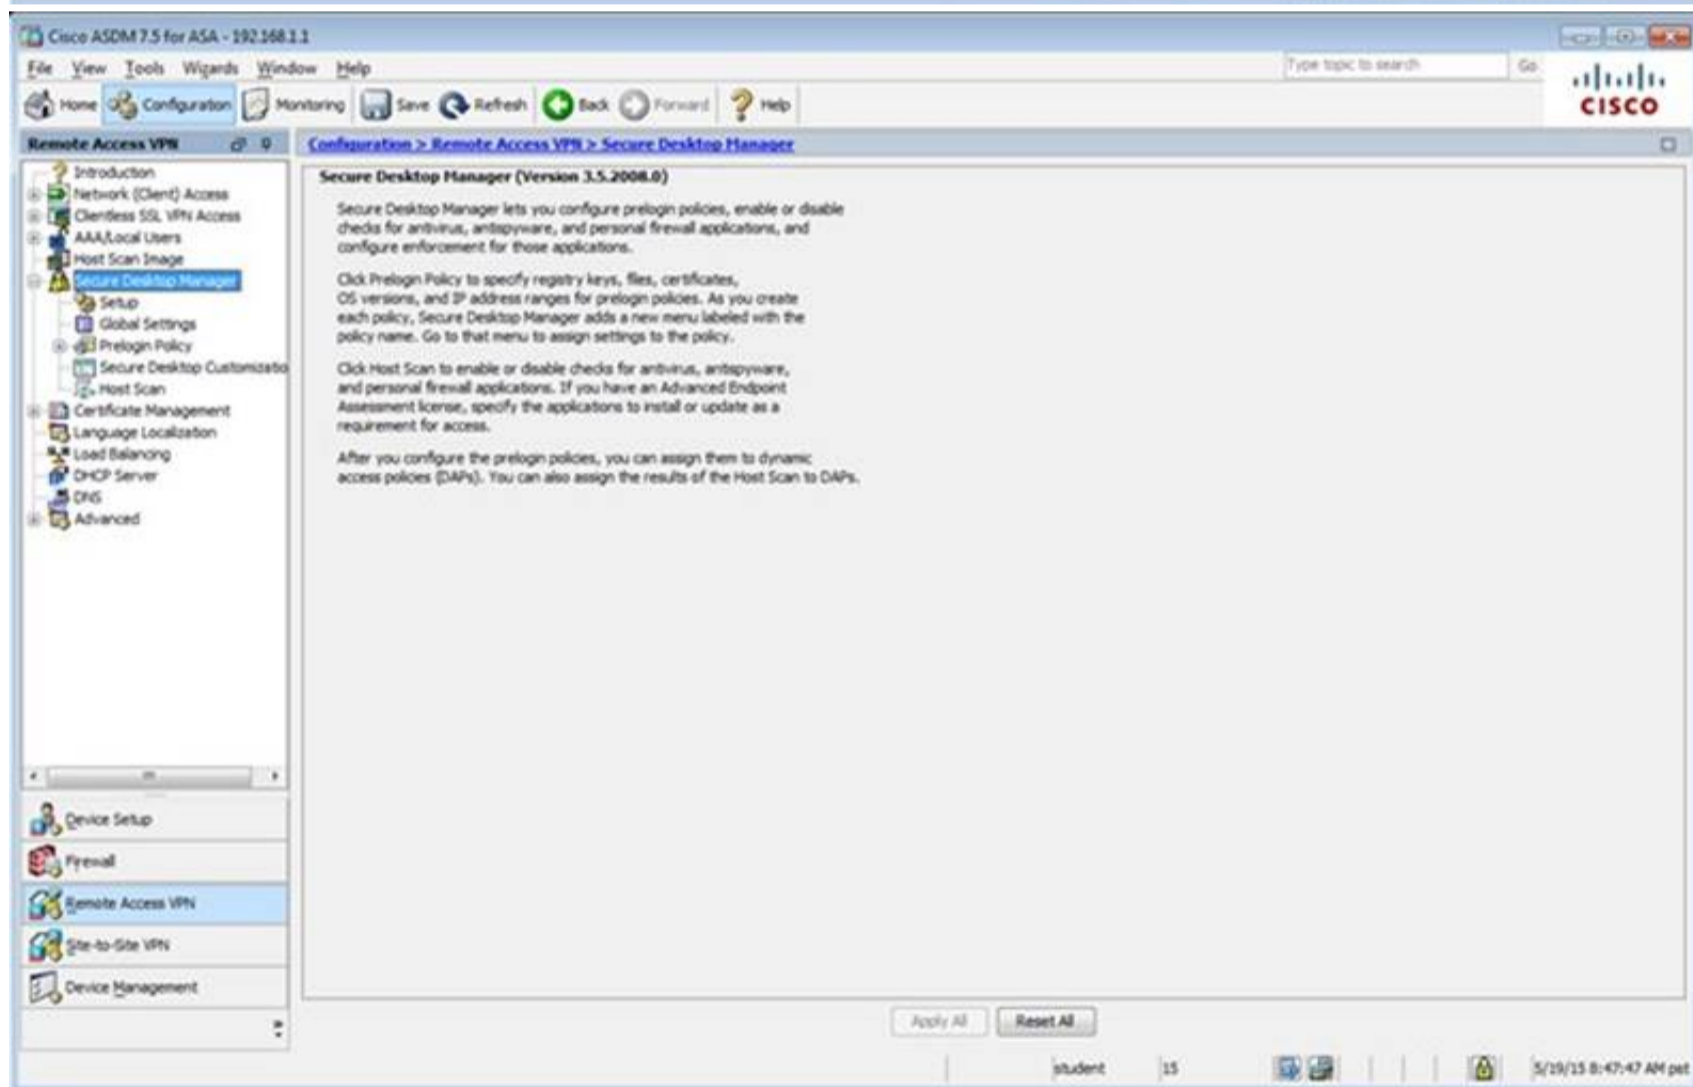 Cisco ASDM 7.5 for ASA - 192.168.1.1
File View Tools Wizards Window Help
Type topic to search Go
Home Configuration Monitoring Save Refresh Back Forward Help
CISCO
Remote Access VPN
Configuration > Remote Access VPN > Secure Desktop Manager
Introduction
Network (Client) Access
Clientless SSL VPN Access
AAA/Local Users
Host Scan Image
Secure Desktop Manager
Setup
Global Settings
Prelogin Policy
Secure Desktop Customizatio
Host Scan
Certificate Management
Language Localization
Load Balancing
DHCP Server
DNS
Advanced
Secure Desktop Manager (Version 3.5.2008.0)
Secure Desktop Manager lets you configure prelogin policies, enable or disable
checks for antivirus, antispyware, and personal firewall applications, and
configure enforcement for those applications.
Click Prelogin Policy to specify registry keys, files, certificates,
OS versions, and IP address ranges for prelogin policies. As you create
each policy, Secure Desktop Manager adds a new menu labeled with the
policy name. Go to that menu to assign settings to the policy.
Click Host Scan to enable or disable checks for antivirus, antispyware,
and personal firewall applications. If you have an Advanced Endpoint
Assessment license, specify the applications to install or update as a
requirement for access.
After you configure the prelogin policies, you can assign them to dynamic
access policies (DAPs). You can also assign the results of the Host Scan to DAPs.
Device Setup
Firewall
Remote Access VPN
Site-to-Site VPN
Device Management
Apply All Reset All
student 15 5/19/15 8:47:47 AM pst